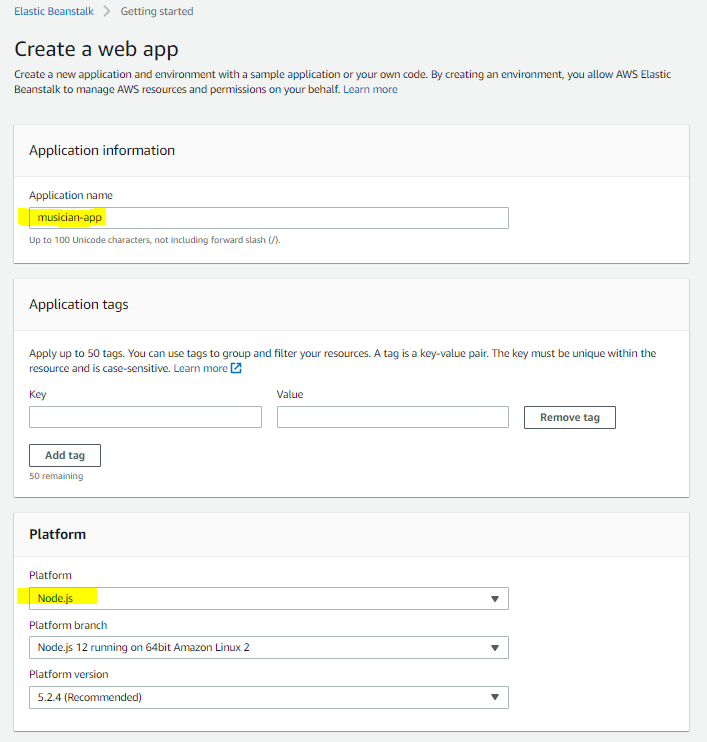 Elastic Beanstalk > Getting started
Create a web app
Create a new application and environment with a sample application or your own code. By creating an environment, you allow AWS Elastic
Beanstalk to manage AWS resources and permissions on your behalf. Learn more
Application information
Application name
musician-app
Up to 100 Unicode characters, not including forward slash (/).
Application tags
Apply up to 50 tags. You can use tags to group and filter your resources. A tag is a key-value pair. The key must be unique within the
resource and is case-sensitive. Learn more
Key Value
Remove tag
Add tag
50 remaining
Platform
Platform
Node.js
Platform branch
Node.js 12 running on 64bit Amazon Linux 2
Platform version
5.2.4 (Recommended)